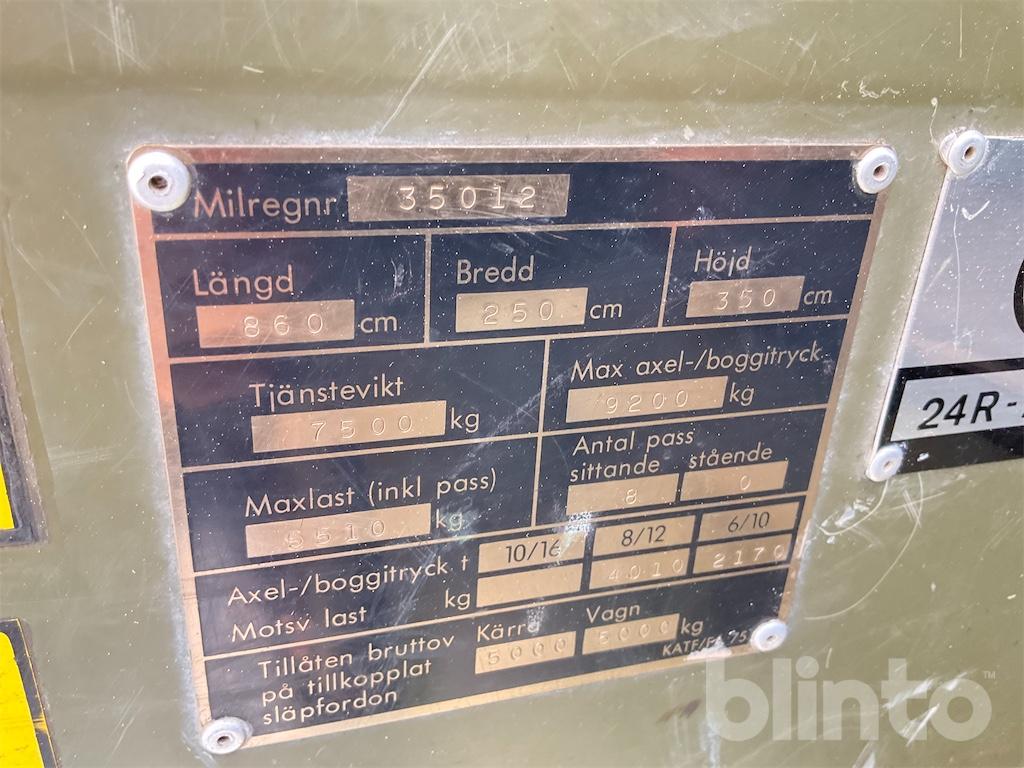 Milregnr 35012
Längd Bredd Höjd
860 cm 250 cm 350 cm
Tjänstevikt Max axel-/boggitryck
7500 kg 9200 kg
Antal pass
Maxlast (inkl pass) sittande stående
5510 kg 8 0
Axel-/boggitryck t 10/16 8/12 6/10
Motsv last kg 4010 2170
Tillåten bruttov Kärra Vagn
på tillkopplat 5000 5000 kg
släpfordon
24R-
blinto™